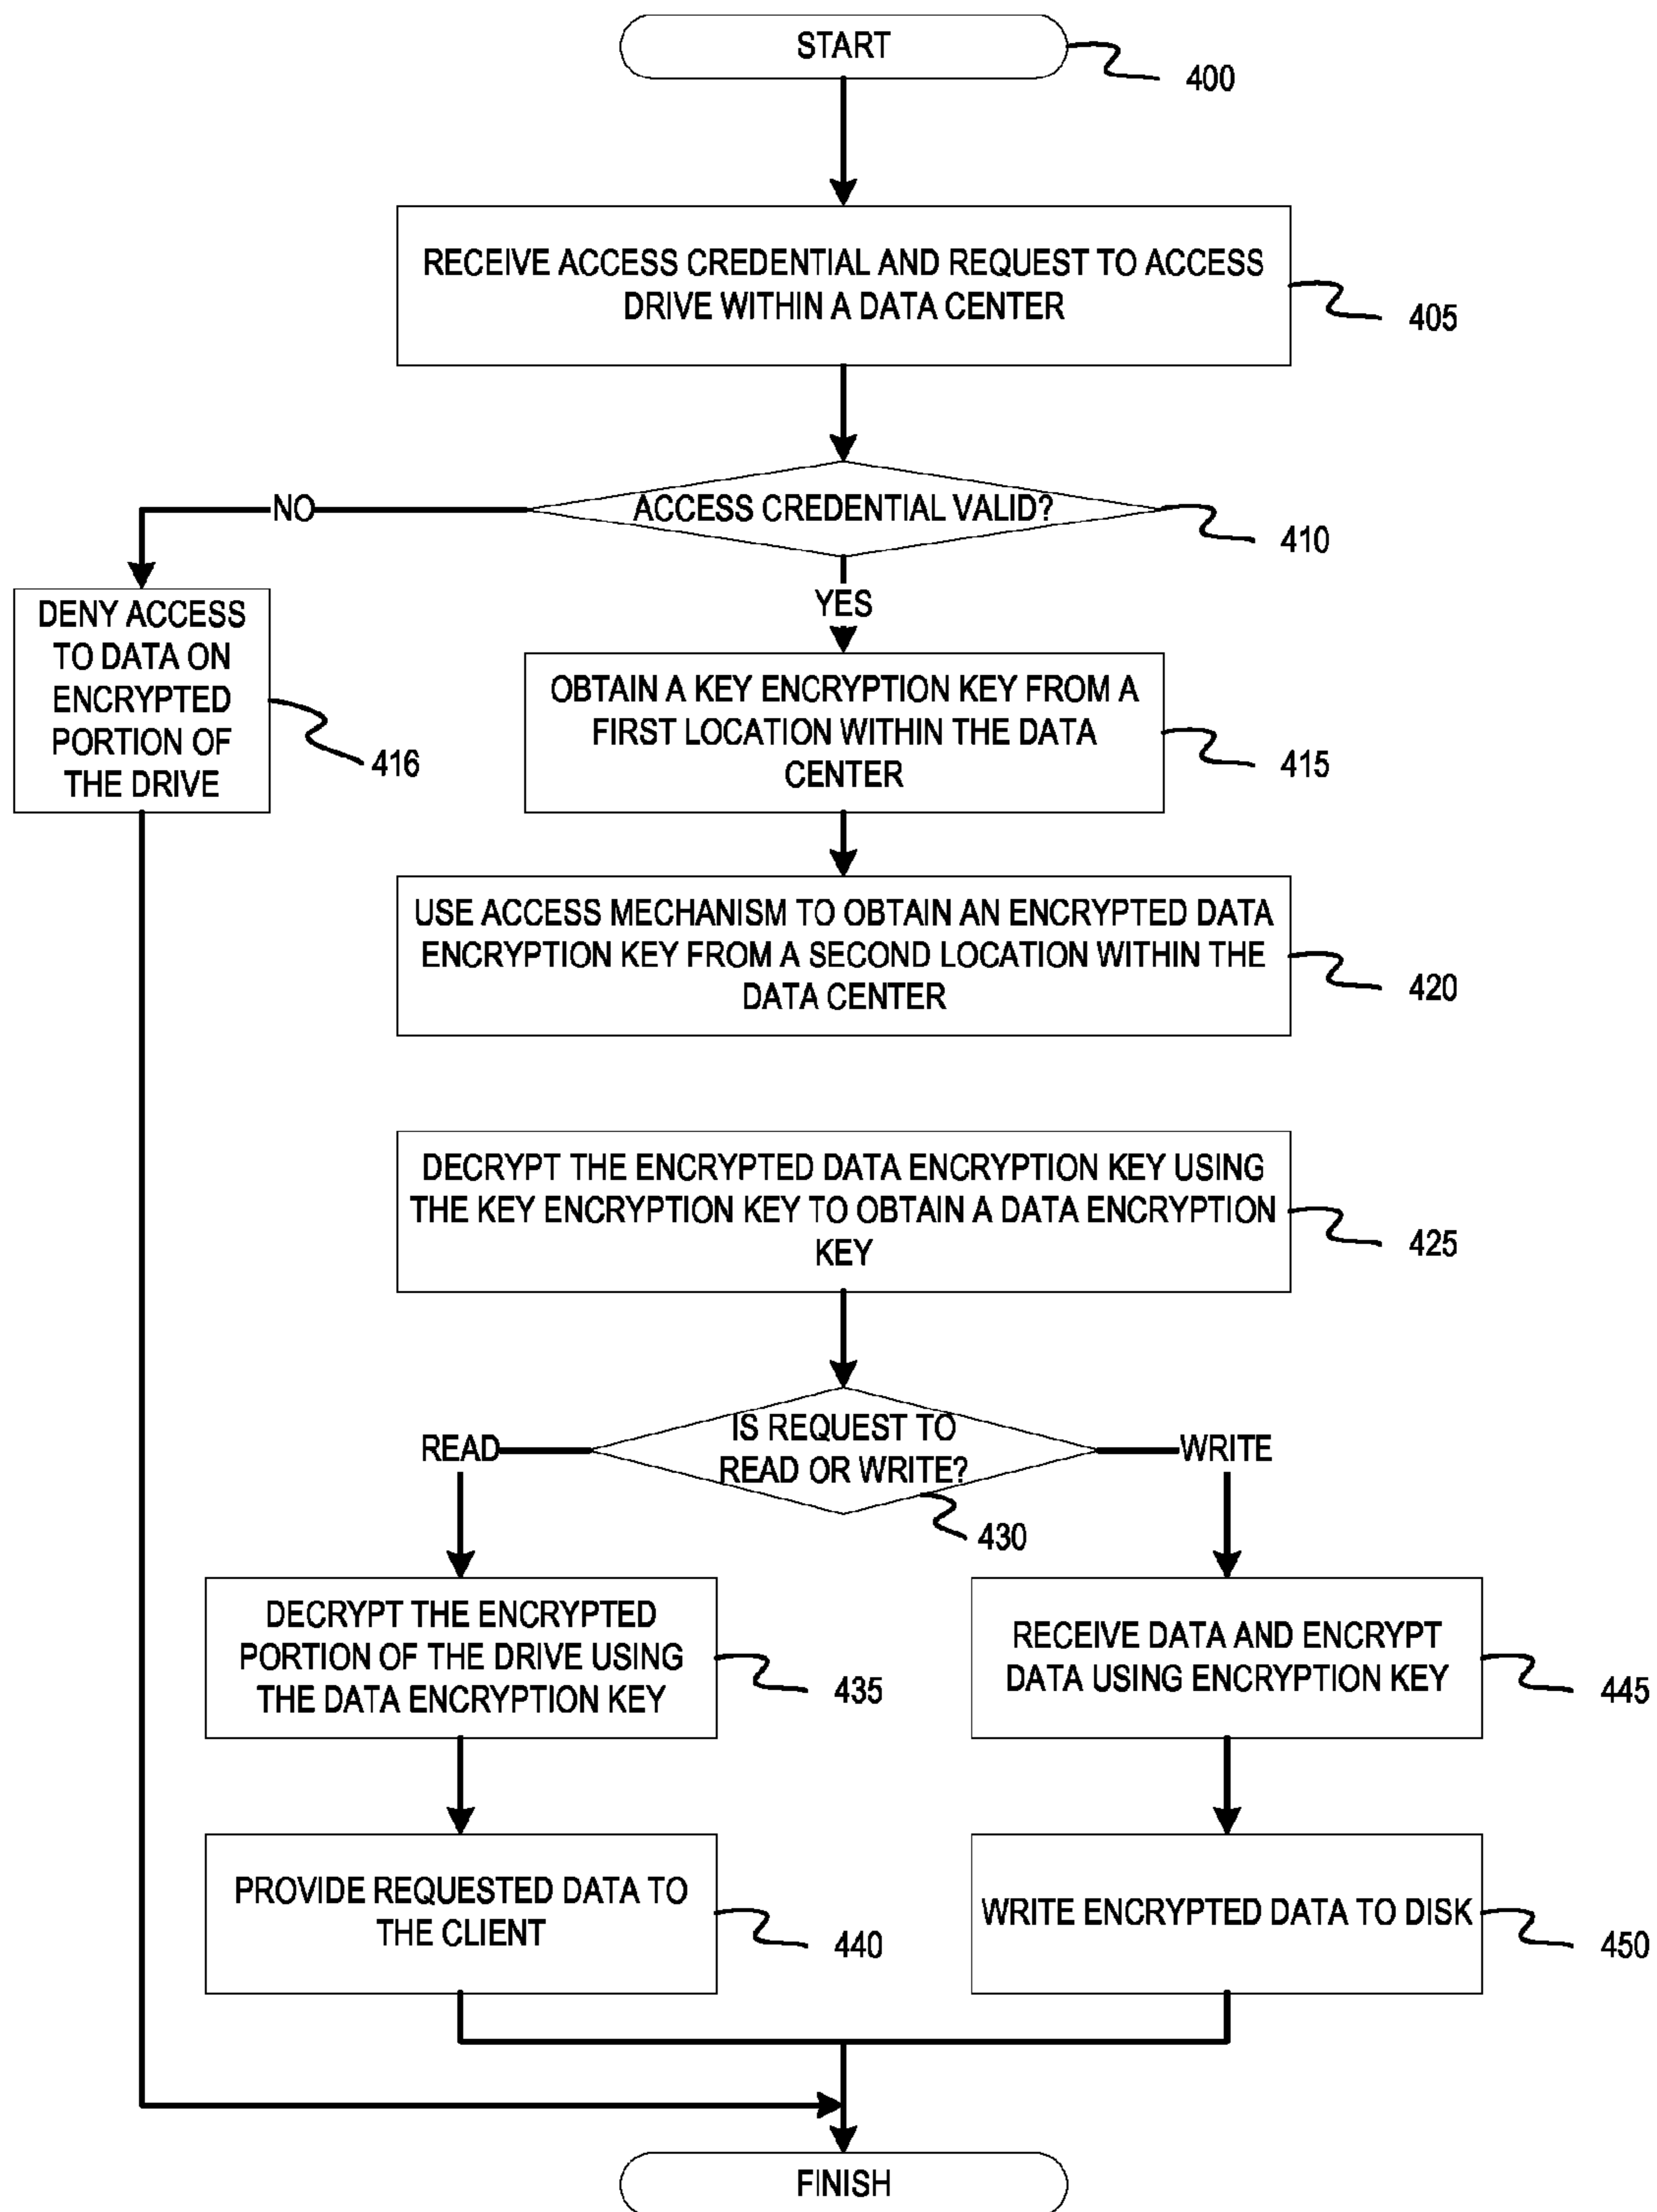 START
400
RECEIVE ACCESS CREDENTIAL AND REQUEST TO ACCESS
DRIVE WITHIN A DATA CENTER
405
NO
ACCESS CREDENTIAL VALID?
410
YES
DENY ACCESS
TO DATA ON
ENCRYPTED
PORTION OF
THE DRIVE
416
OBTAIN A KEY ENCRYPTION KEY FROM A
FIRST LOCATION WITHIN THE DATA
CENTER
415
USE ACCESS MECHANISM TO OBTAIN AN ENCRYPTED DATA
ENCRYPTION KEY FROM A SECOND LOCATION WITHIN THE
DATA CENTER
420
DECRYPT THE ENCRYPTED DATA ENCRYPTION KEY USING
THE KEY ENCRYPTION KEY TO OBTAIN A DATA ENCRYPTION
KEY
425
READ
IS REQUEST TO
READ OR WRITE?
WRITE
430
DECRYPT THE ENCRYPTED
PORTION OF THE DRIVE USING
THE DATA ENCRYPTION KEY
435
RECEIVE DATA AND ENCRYPT
DATA USING ENCRYPTION KEY
445
PROVIDE REQUESTED DATA TO
THE CLIENT
440
WRITE ENCRYPTED DATA TO DISK
450
FINISH